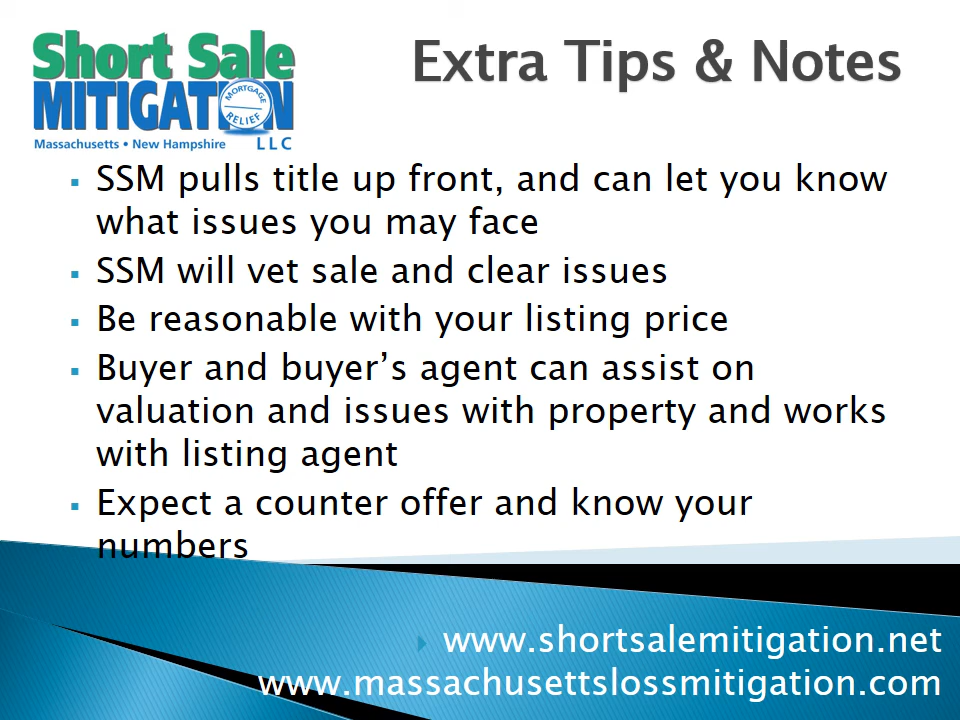 Short Sale
MITIGATION
MORTGAGE
RELIEF
Massachusetts • New Hampshire
LLC
Extra Tips & Notes
▪ SSM pulls title up front, and can let you know
what issues you may face
▪ SSM will vet sale and clear issues
▪ Be reasonable with your listing price
▪ Buyer and buyer’s agent can assist on
valuation and issues with property and works
with listing agent
▪ Expect a counter offer and know your
numbers
www.shortsalemitigation.net
www.massachusettslossmitigation.com